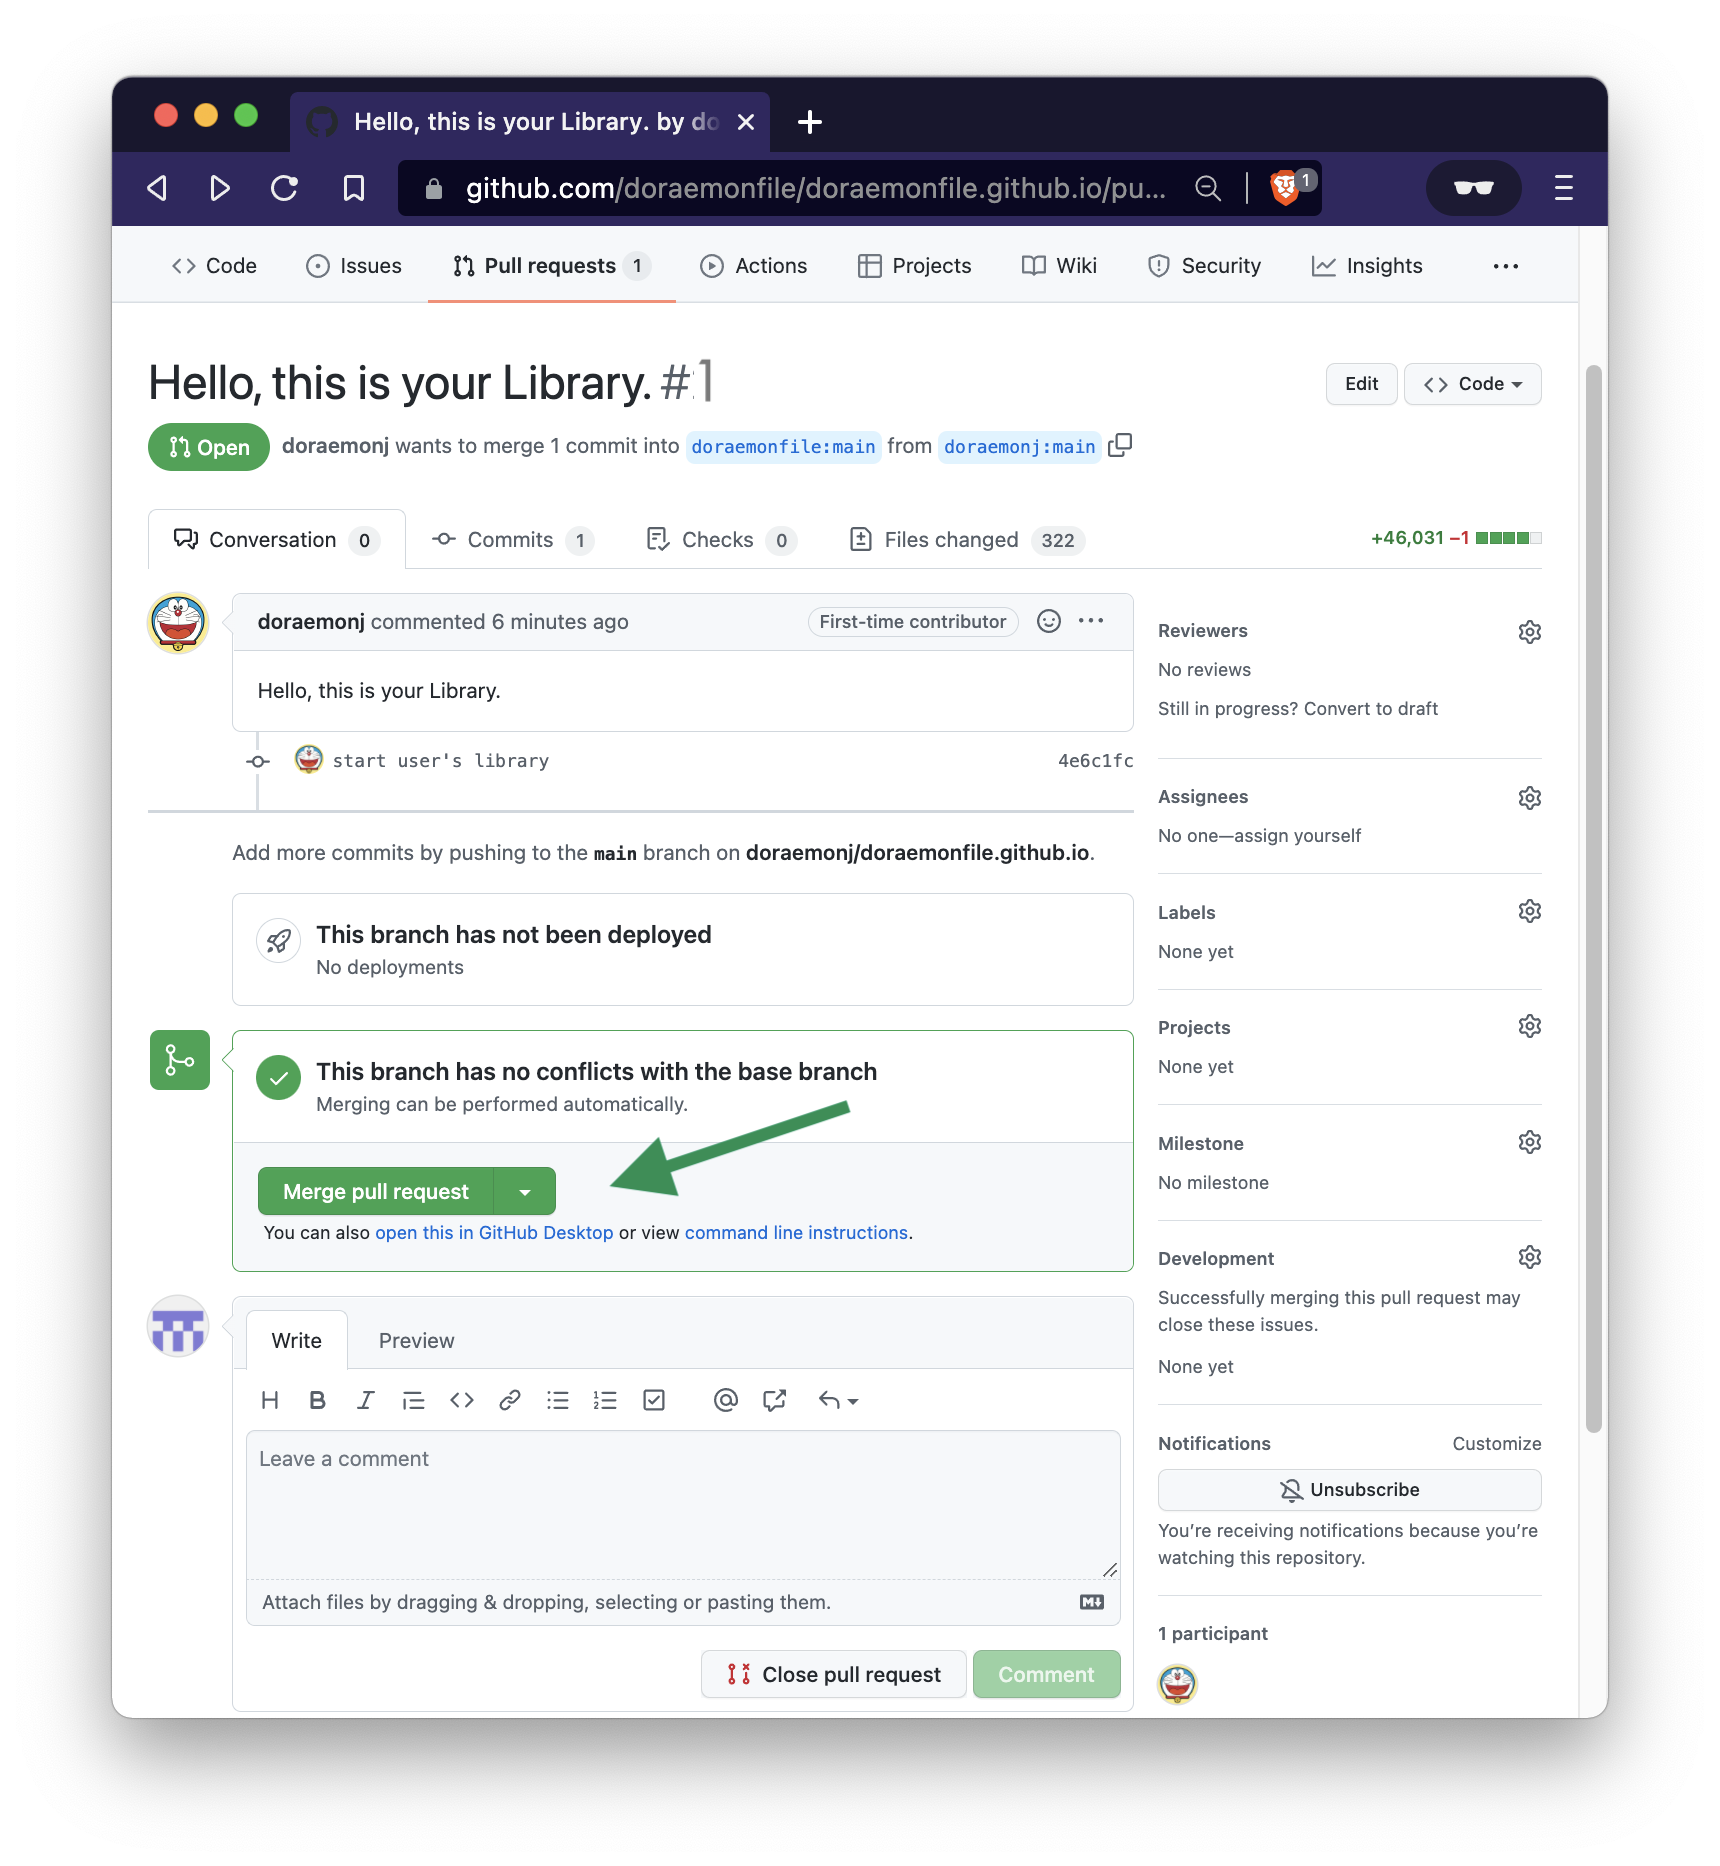 Hello, this is your Library. by do
github.com/doraemonfile/doraemonfile.github.io/pu...
1
Code
Issues
Pull requests 1
Actions
Projects
Wiki
Security
Insights
Hello, this is your Library. #1
Edit
Code
Open
doraemonj wants to merge 1 commit into doraemonfile:main from doraemonj:main
Conversation 0
Commits 1
Checks 0
Files changed 322
+46,031 −1
doraemonj commented 6 minutes ago
First-time contributor
Hello, this is your Library.
start user's library
4e6c1fc
Add more commits by pushing to the main branch on doraemonj/doraemonfile.github.io.
This branch has not been deployed
No deployments
This branch has no conflicts with the base branch
Merging can be performed automatically.
Merge pull request
You can also open this in GitHub Desktop or view command line instructions.
Write
Preview
Leave a comment
Attach files by dragging & dropping, selecting or pasting them.
Close pull request
Comment
Reviewers
No reviews
Still in progress? Convert to draft
Assignees
No one—assign yourself
Labels
None yet
Projects
None yet
Milestone
No milestone
Development
Successfully merging this pull request may
close these issues.
None yet
Notifications
Customize
Unsubscribe
You’re receiving notifications because you’re
watching this repository.
1 participant